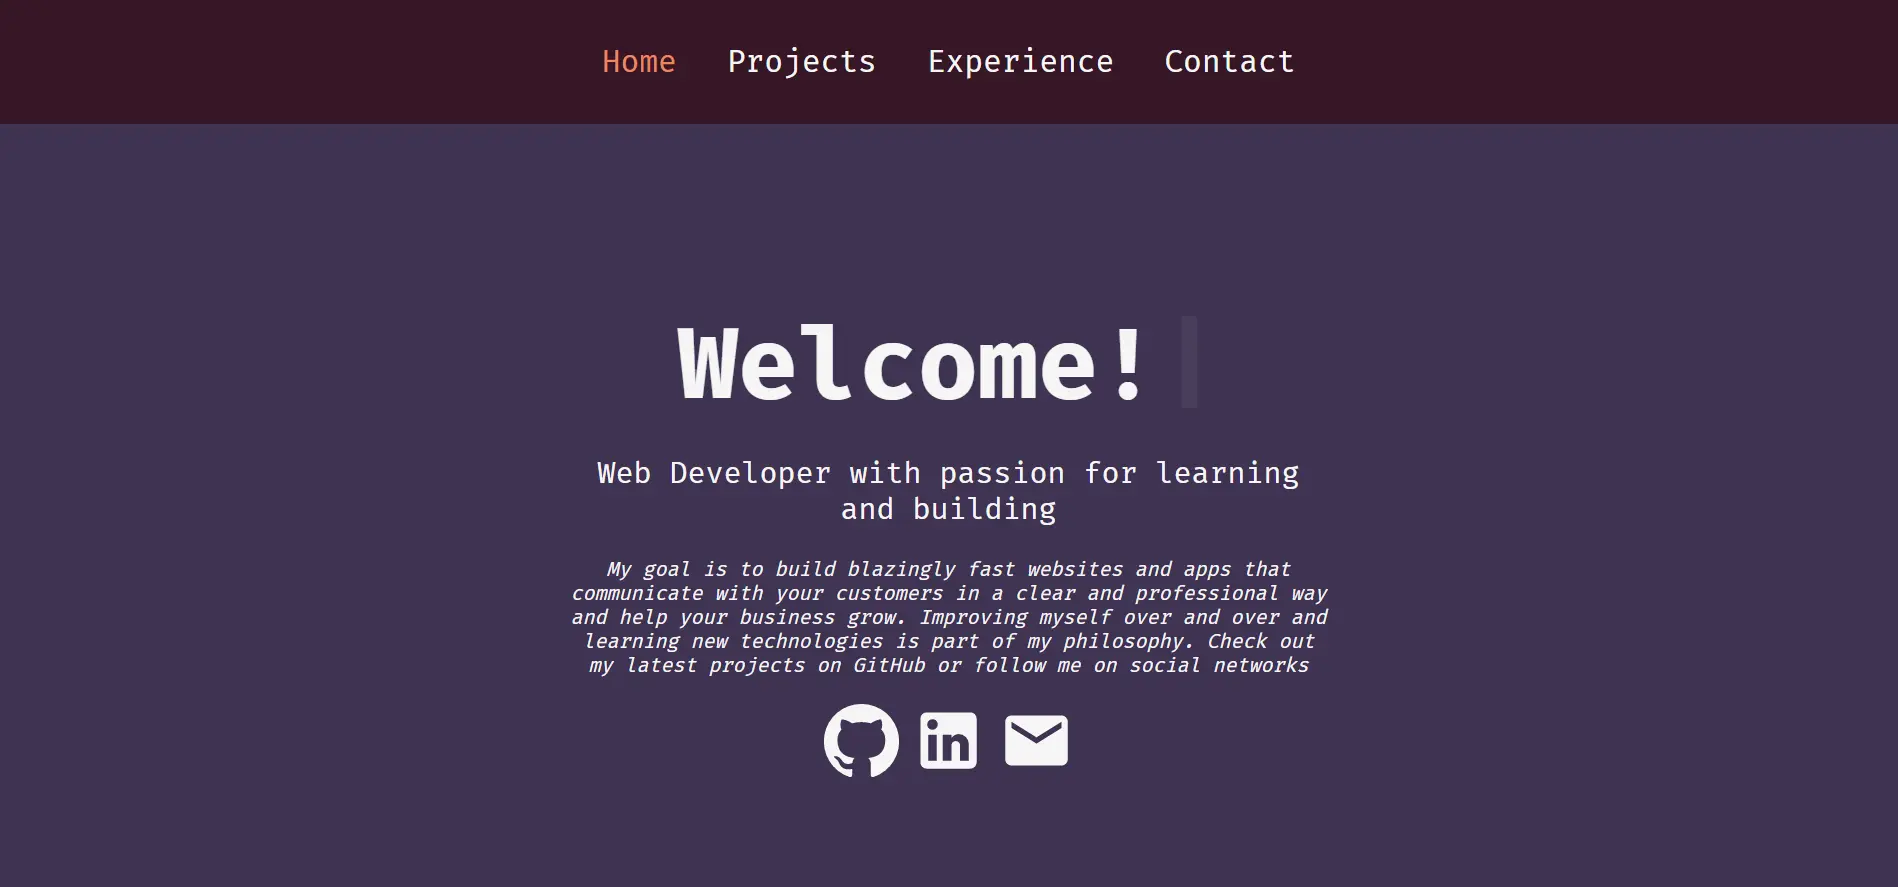 Home Projects Experience Contact
Welcome!
Web Developer with passion for learning
and building
My goal is to build blazingly fast websites and apps that
communicate with your customers in a clear and professional way
and help your business grow. Improving myself over and over and
learning new technologies is part of my philosophy. Check out
my latest projects on GitHub or follow me on social networks
in